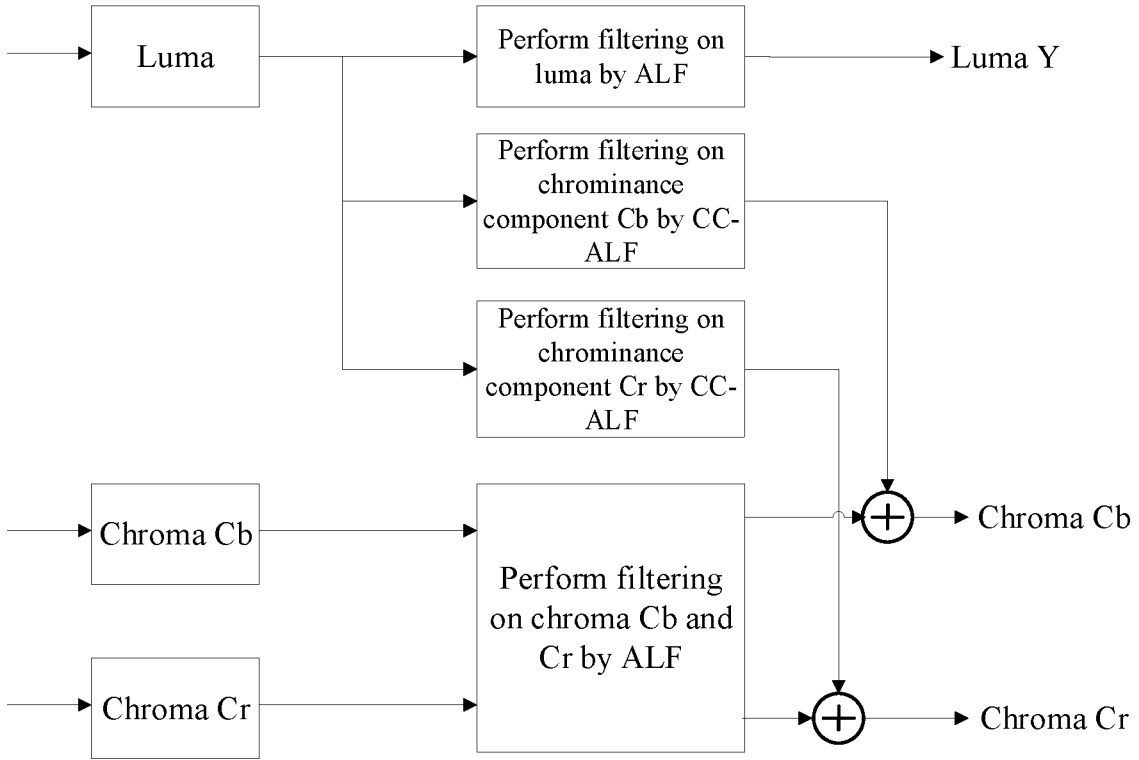 Luma
Perform filtering on
luma by ALF
Luma Y
Perform filtering on
chrominance
component Cb by CC-
ALF
Perform filtering on
chrominance
component Cr by CC-
ALF
Chroma Cb
Perform filtering
on chroma Cb and
Cr by ALF
Chroma Cb
Chroma Cr
Chroma Cr